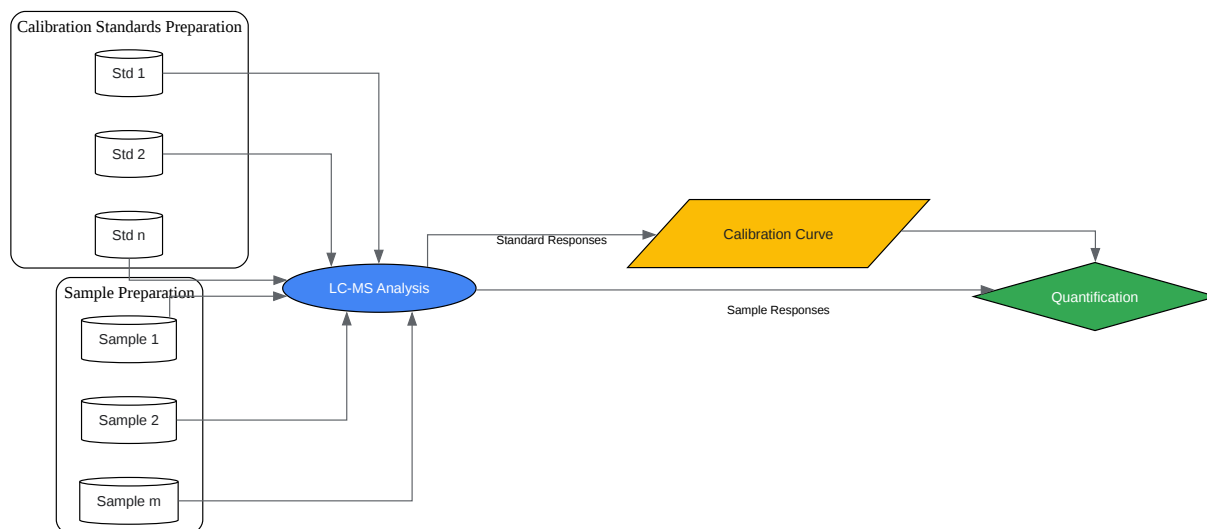 Calibration Standards Preparation
Std 1
Std 2
Std n
Sample Preparation
Sample 1
Sample 2
Sample m
LC-MS Analysis
Standard Responses
Calibration Curve
Sample Responses
Quantification